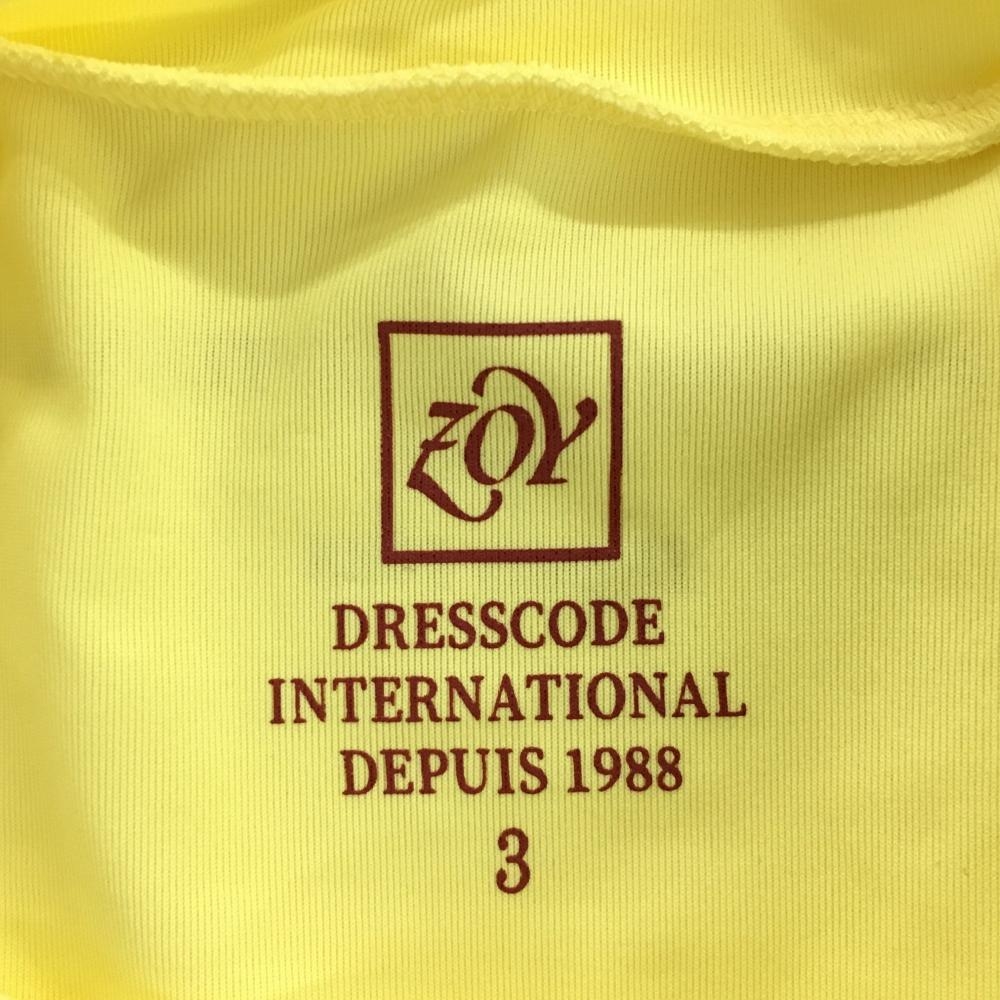 ZOY
DRESSCODE
INTERNATIONAL
DEPUIS 1988
3